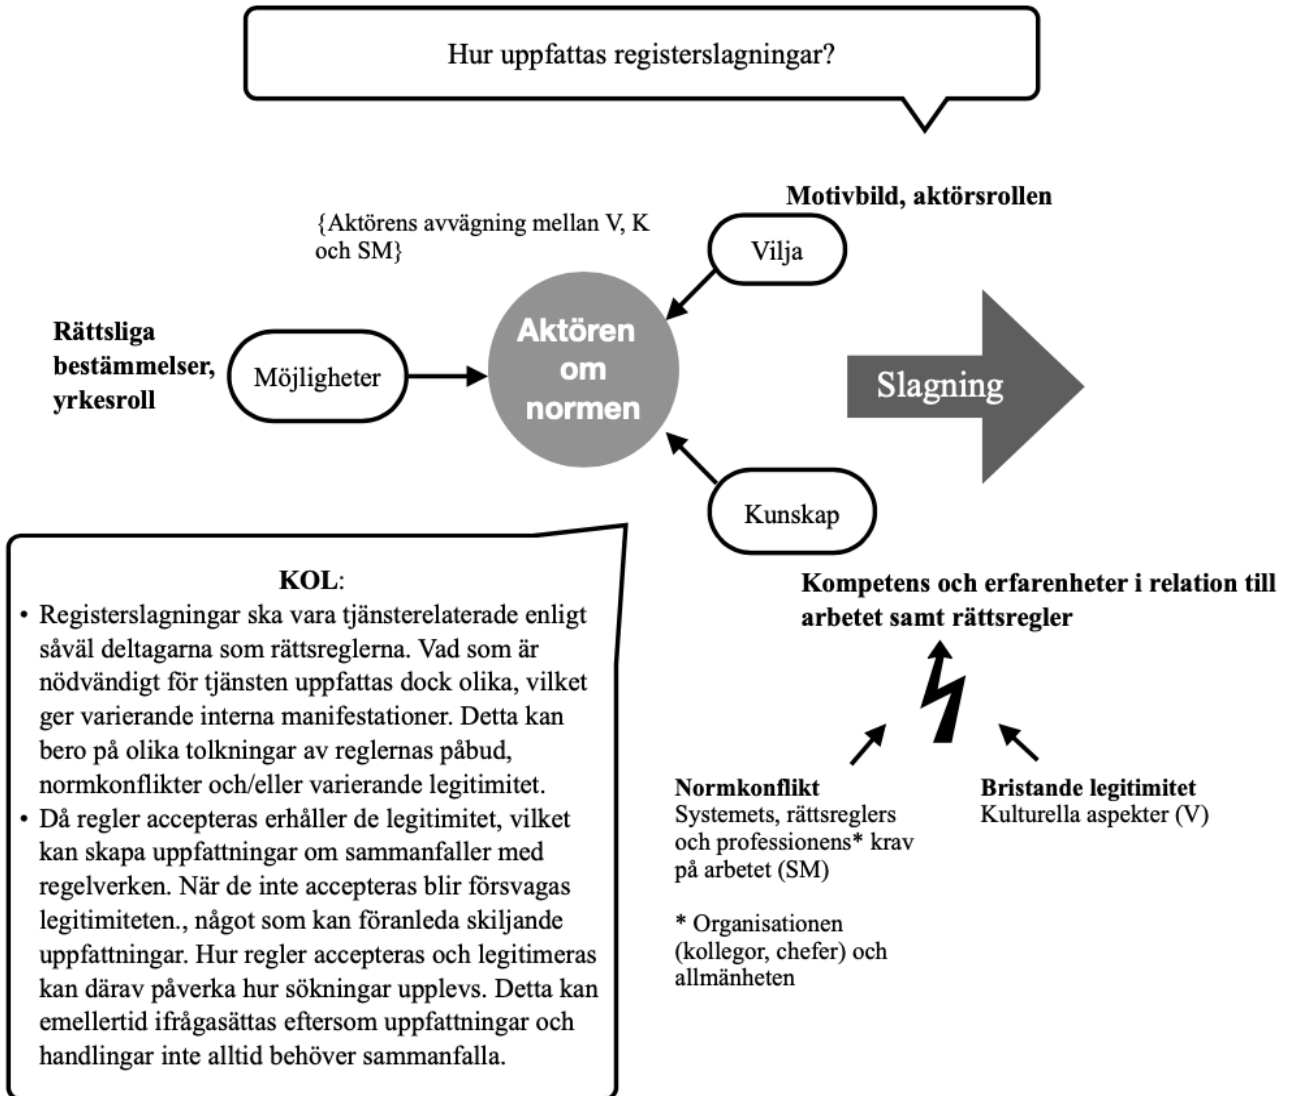 Hur uppfattas registerslagningar?
Motivbild, aktörsrollen
{Aktörens avvägning mellan V, K
och SM}
Vilja
Rättsliga
bestämmelser,
yrkesroll
Möjligheter
Aktören
om
normen
Slagning
Kunskap
Kompetens och erfarenheter i relation till
arbetet samt rättsregler
KOL:
• Registerslagningar ska vara tjänsterelaterade enligt
såväl deltagarna som rättsreglerna. Vad som är
nödvändigt för tjänsten uppfattas dock olika, vilket
ger varierande interna manifestationer. Detta kan
bero på olika tolkningar av reglernas påbud,
normkonflikter och/eller varierande legitimitet.
• Då regler accepteras erhåller de legitimitet, vilket
kan skapa uppfattningar om sammanfaller med
regelverken. När de inte accepteras blir försvagas
legitimiteten., något som kan föranleda skiljande
uppfattningar. Hur regler accepteras och legitimeras
kan därav påverka hur sökningar upplevs. Detta kan
emellertid ifrågasättas eftersom uppfattningar och
handlingar inte alltid behöver sammanfalla.
Normkonflikt
Systemets, rättsreglers
och professionens* krav
på arbetet (SM)
* Organisationen
(kollegor, chefer) och
allmänheten
Bristande legitimitet
Kulturella aspekter (V)